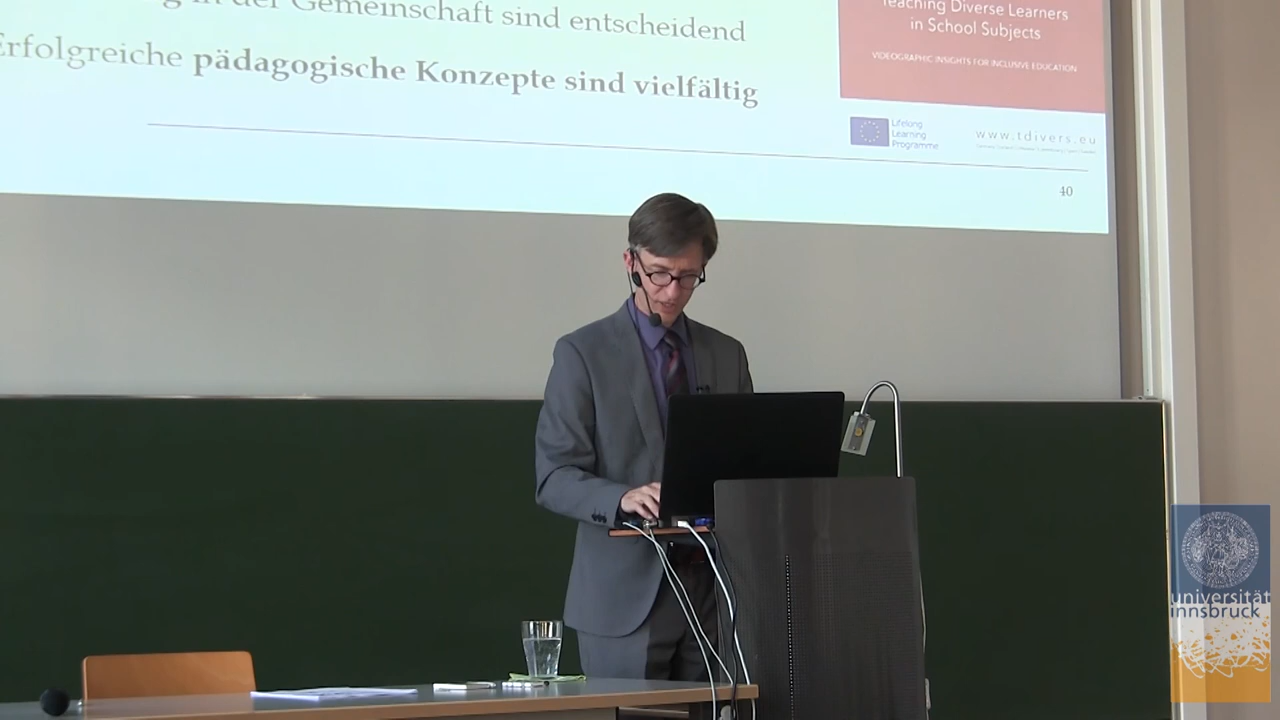 in der Gemeinschaft sind entscheidend
Erfolgreiche pädagogische Konzepte sind vielfältig
Teaching Diverse Learners
in School Subjects
VIDEOGRAPHIC INSIGHTS FOR INCLUSIVE EDUCATION
Lifelong
Learning
Programme
www.tdivers.eu
40
universität
innsbruck